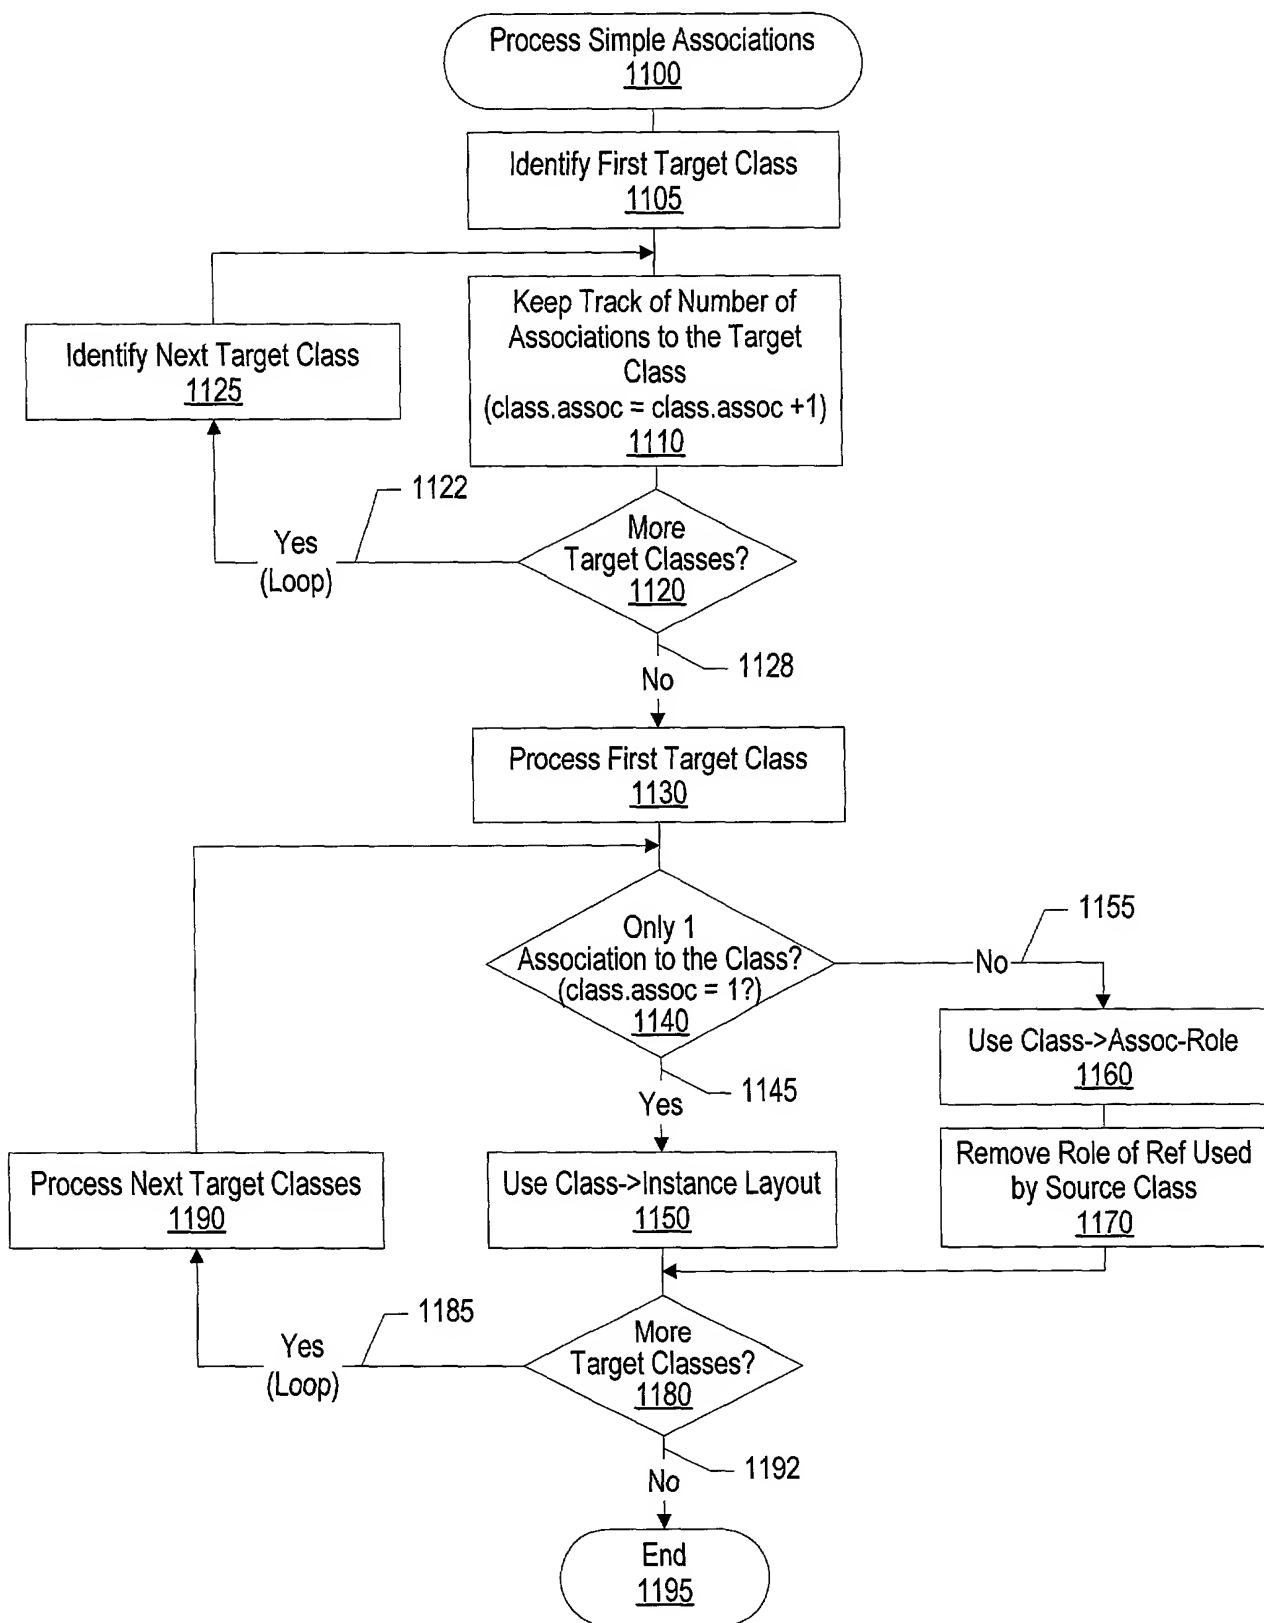 Process Simple Associations
1100
Identify First Target Class
1105
Keep Track of Number of
Associations to the Target
Class
(class.assoc = class.assoc +1)
1110
Identify Next Target Class
1125
1122
Yes
(Loop)
More
Target Classes?
1120
1128
No
Process First Target Class
1130
Only 1
Association to the Class?
(class.assoc = 1?)
1140
1155
No
Use Class->Assoc-Role
1160
1145
Yes
Remove Role of Ref Used
by Source Class
1170
Use Class->Instance Layout
1150
Process Next Target Classes
1190
1185
Yes
(Loop)
More
Target Classes?
1180
1192
No
End
1195